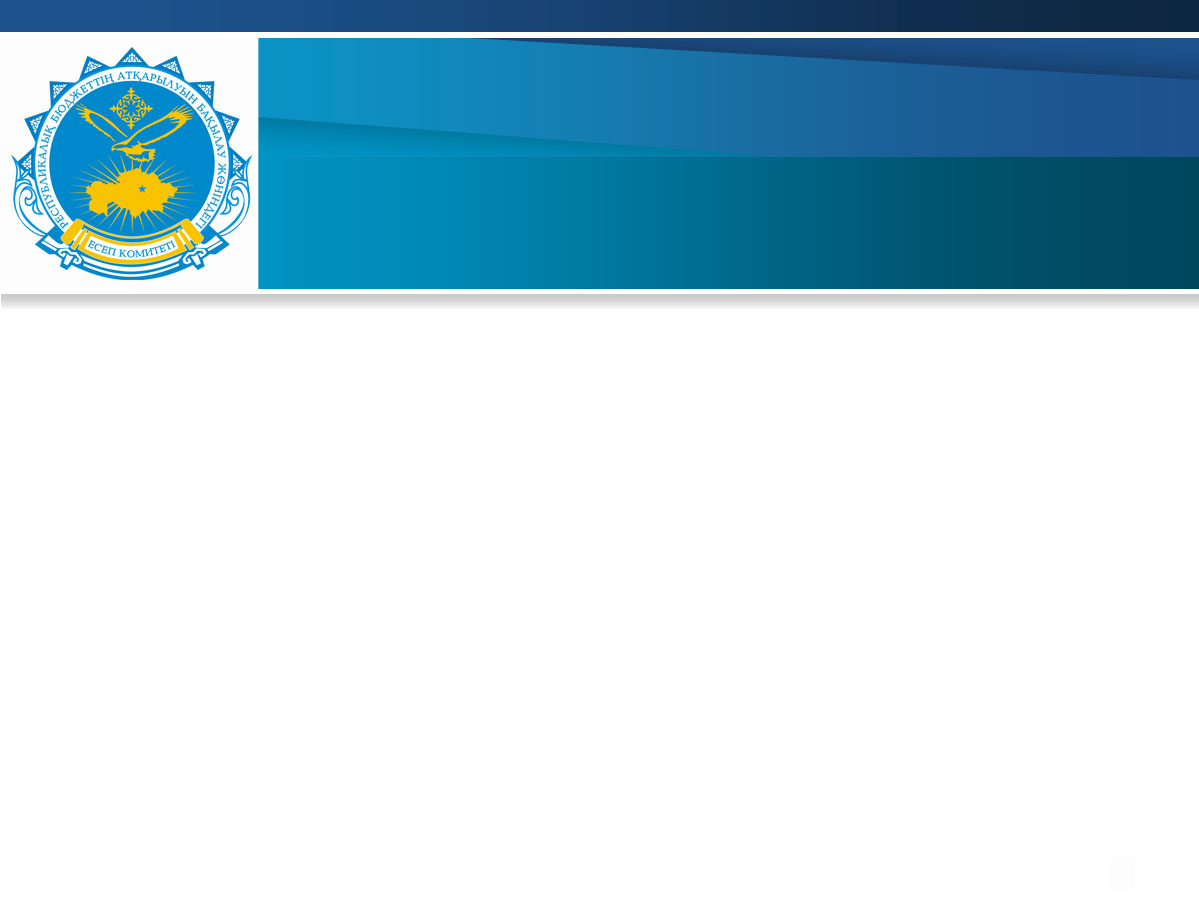 РЕСПУБЛИКАЛЫҚ БЮДЖЕТТІҢ АТҚАРЫЛУЫН БАҚЫЛАУ ЖӨНІНДЕГІ
ЕСЕП КОМИТЕТІ